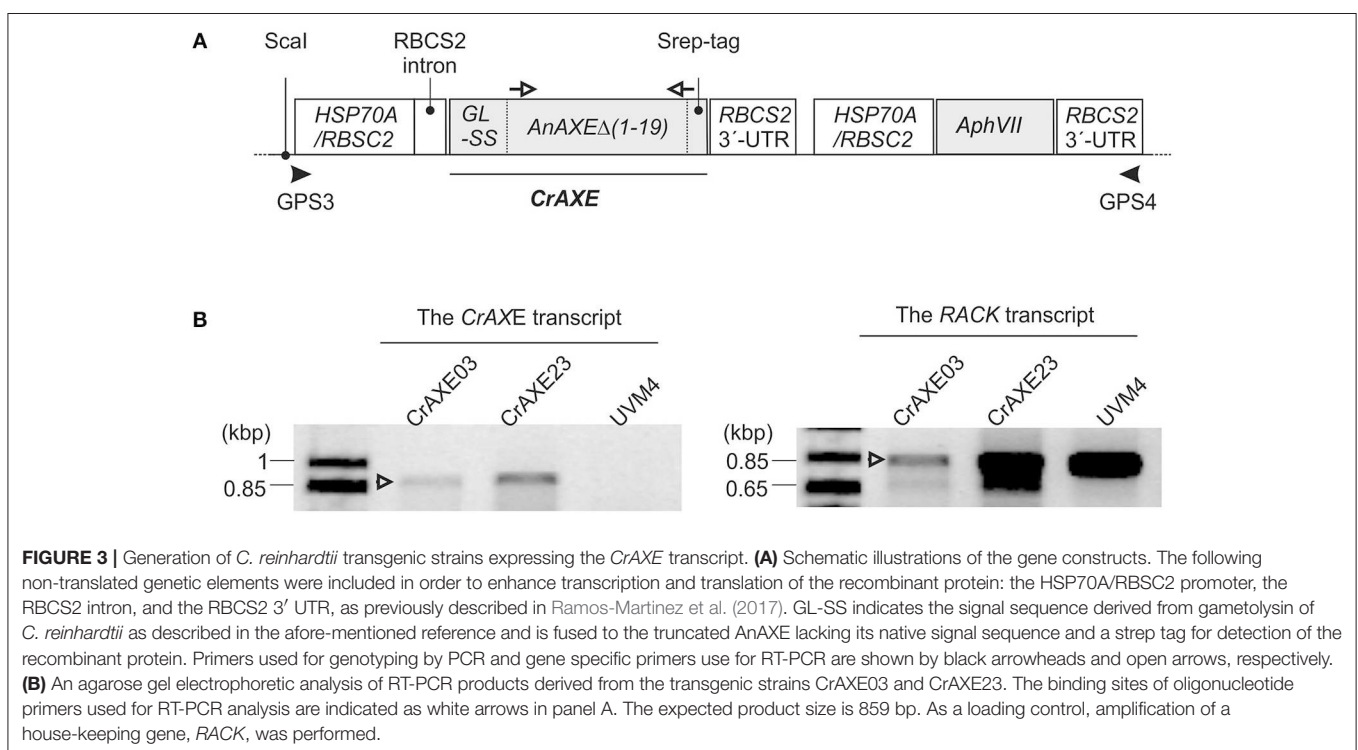 A
ScaI
RBCS2
intron
Srep-tag
HSP70A
/RBSC2
GL
-SS
AnAXEΔ(1-19)
RBCS2
3´-UTR
HSP70A
/RBSC2
AphVII
RBCS2
3´-UTR
GPS3
CrAXE
GPS4
B
The CrAXE transcript
The RACK transcript
CrAXE03
CrAXE23
UVM4
CrAXE03
CrAXE23
UVM4
(kbp)
1
0.85
(kbp)
0.85
0.65
FIGURE 3 | Generation of C. reinhardtii transgenic strains expressing the CrAXE transcript. (A) Schematic illustrations of the gene constructs. The following
non-translated genetic elements were included in order to enhance transcription and translation of the recombinant protein: the HSP70A/RBSC2 promoter, the
RBCS2 intron, and the RBCS2 3′ UTR, as previously described in Ramos-Martinez et al. (2017). GL-SS indicates the signal sequence derived from gametolysin of
C. reinhardtii as described in the afore-mentioned reference and is fused to the truncated AnAXE lacking its native signal sequence and a strep tag for detection of the
recombinant protein. Primers used for genotyping by PCR and gene specific primers use for RT-PCR are shown by black arrowheads and open arrows, respectively.
(B) An agarose gel electrophoretic analysis of RT-PCR products derived from the transgenic strains CrAXE03 and CrAXE23. The binding sites of oligonucleotide
primers used for RT-PCR analysis are indicated as white arrows in panel A. The expected product size is 859 bp. As a loading control, amplification of a
house-keeping gene, RACK, was performed.